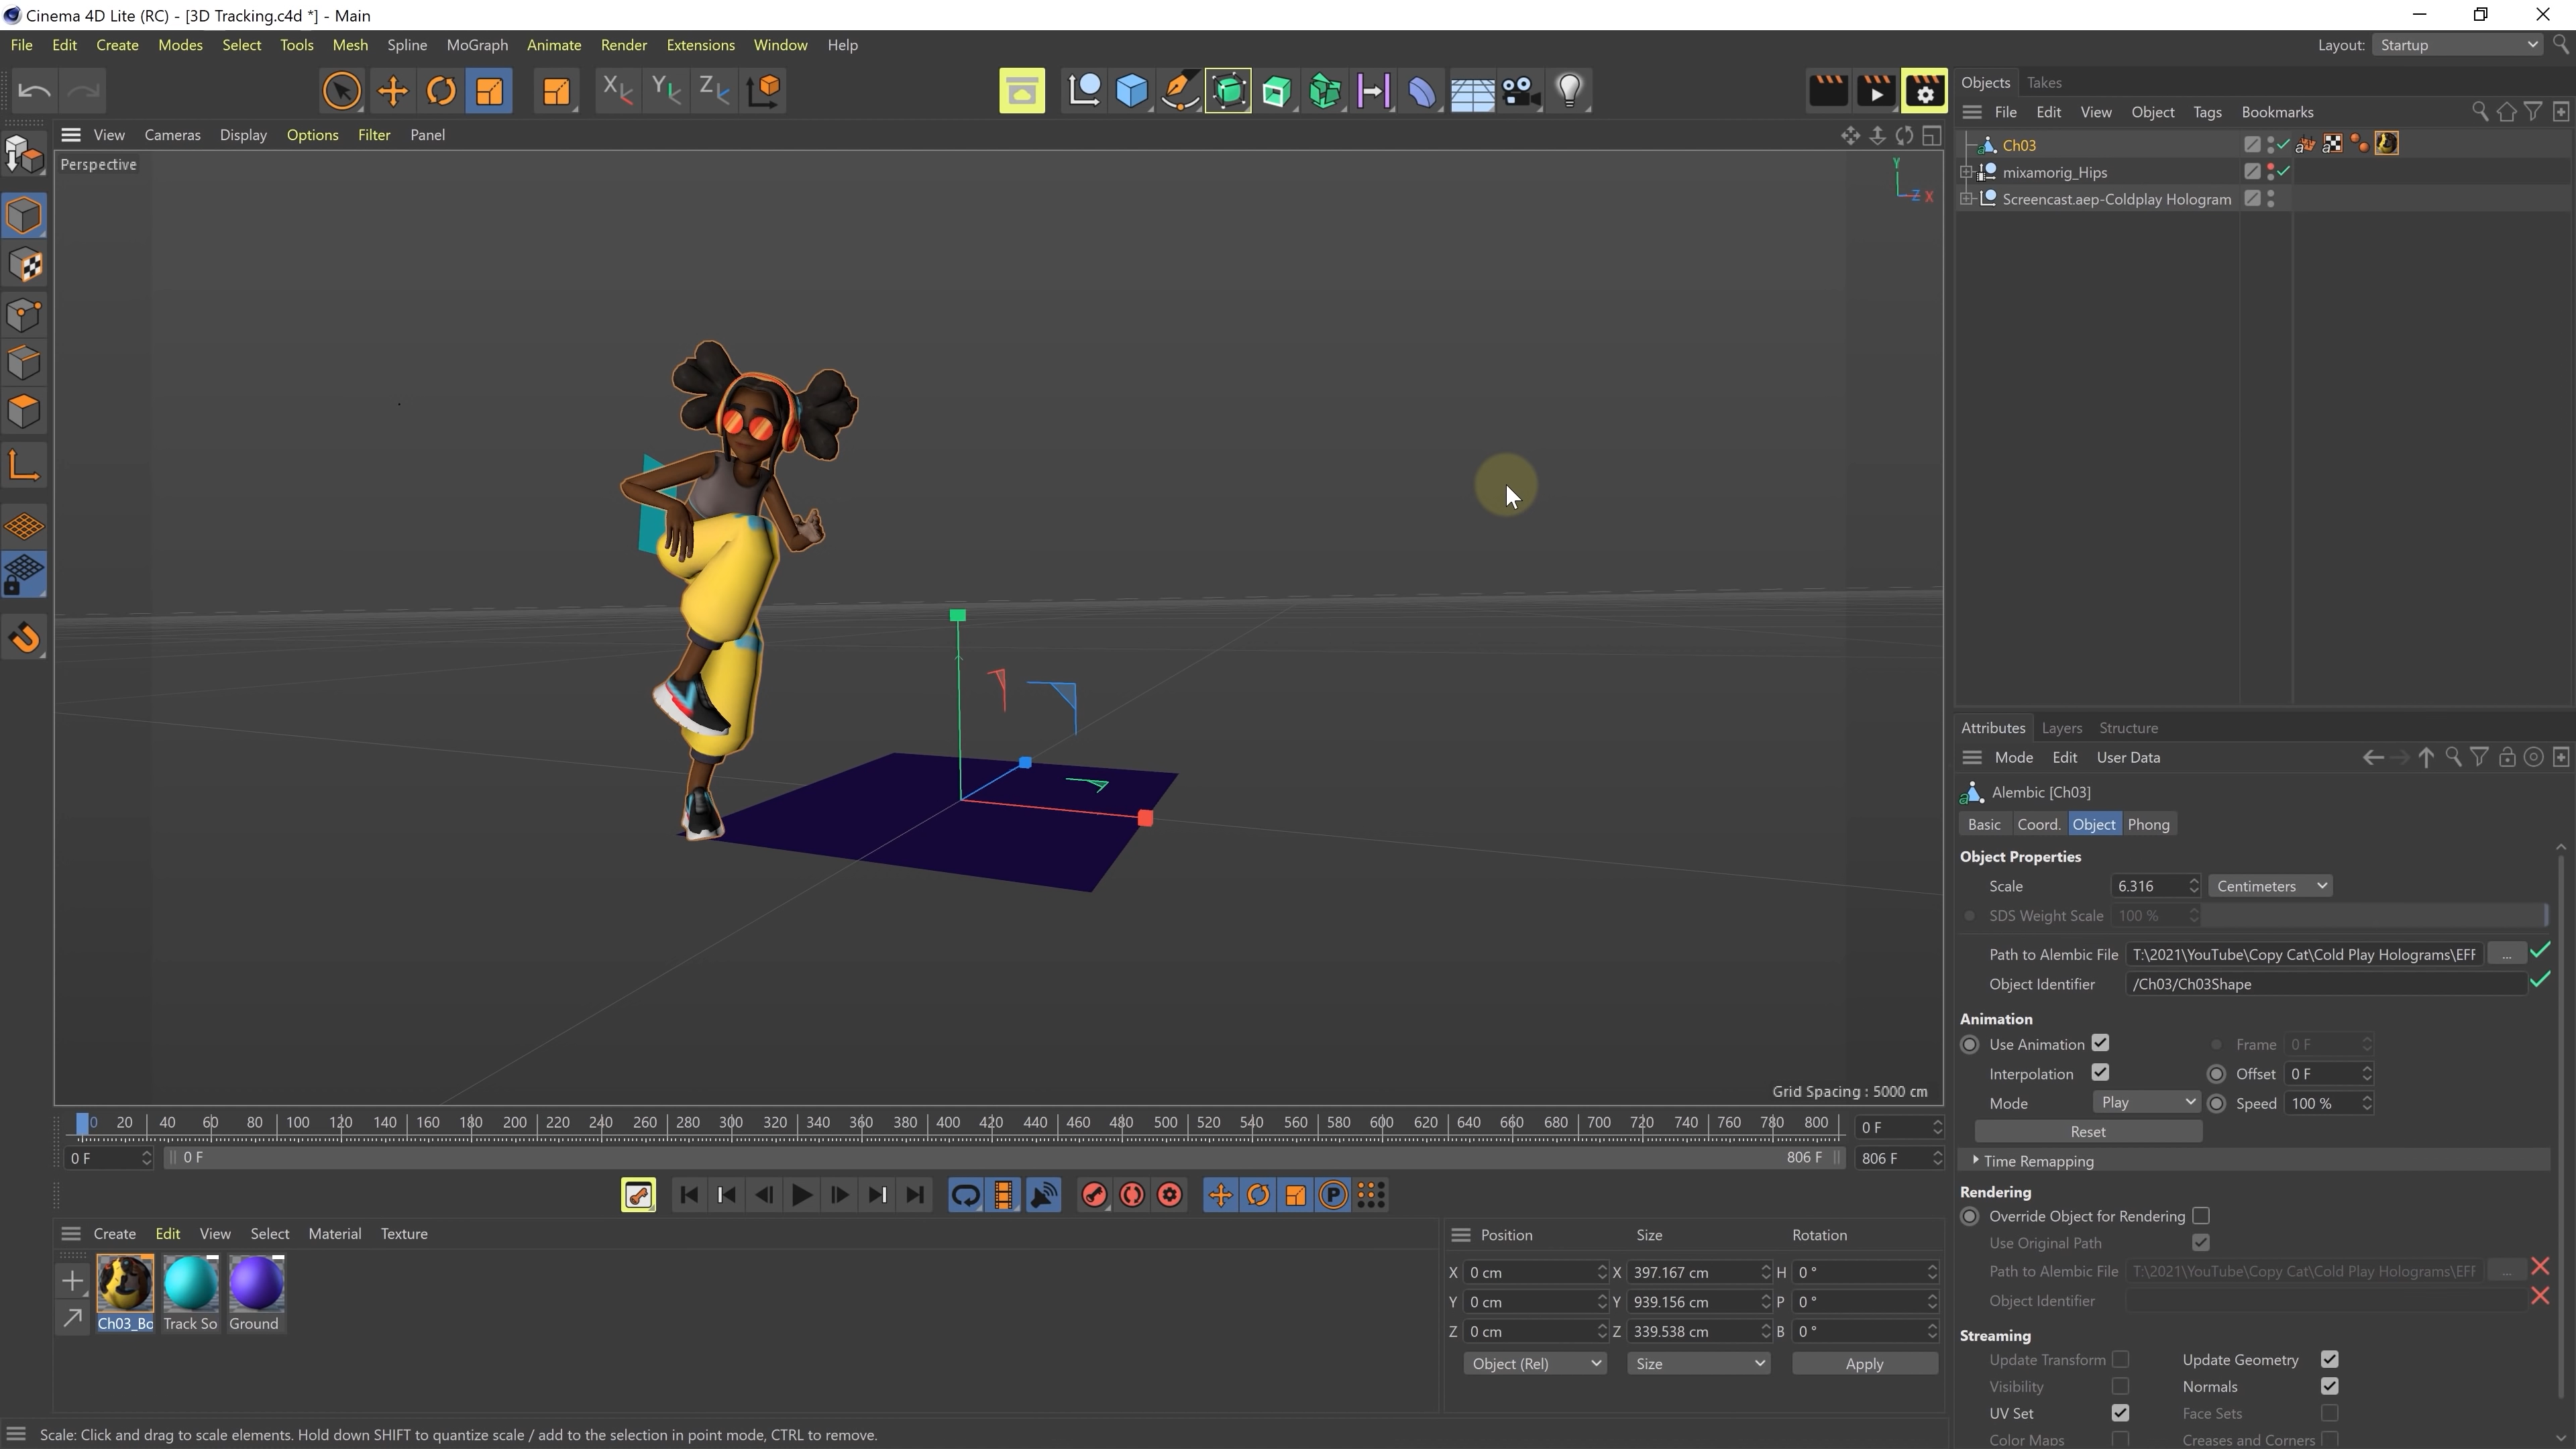 Cinema 4D Lite (RC) - [3D Tracking.c4d *] - Main
File Edit Create Modes Select Tools Mesh Spline MoGraph Animate Render Extensions Window Help Layout: Startup
X Y Z
Objects Takes
File Edit View Object Tags Bookmarks
View Cameras Display Options Filter Panel
Perspective
Y Z X
Ch03
mixamorig_Hips
Screencast.aep-Coldplay Hologram
Attributes Layers Structure
Mode Edit User Data
Alembic [Ch03]
Basic Coord. Object Phong
Object Properties
Scale 6.316 Centimeters
SDS Weight Scale 100 %
Path to Alembic File T:\2021\YouTube\Copy Cat\Cold Play Holograms\EFF ...
Object Identifier /Ch03/Ch03Shape
Animation
Use Animation Frame 0 F
Interpolation Offset 0 F
Mode Play Speed 100 %
Reset
Time Remapping
Rendering
Override Object for Rendering
Use Original Path
Path to Alembic File T:\2021\YouTube\Copy Cat\Cold Play Holograms\EFF ...
Object Identifier
Streaming
Update Transform Update Geometry
Visibility Normals
UV Set Face Sets
Color Maps Creases and Corners
Grid Spacing : 5000 cm
0 20 40 60 80 100 120 140 160 180 200 220 240 260 280 300 320 340 360 380 400 420 440 460 480 500 520 540 560 580 600 620 640 660 680 700 720 740 760 780 800 0 F
0 F 0 F 806 F 806 F
P
Create Edit View Select Material Texture
Ch03_Bo Track So Ground
Position Size Rotation
X 0 cm X 397.167 cm H 0 °
Y 0 cm Y 939.156 cm P 0 °
Z 0 cm Z 339.538 cm B 0 °
Object (Rel) Size Apply
Scale: Click and drag to scale elements. Hold down SHIFT to quantize scale / add to the selection in point mode, CTRL to remove.